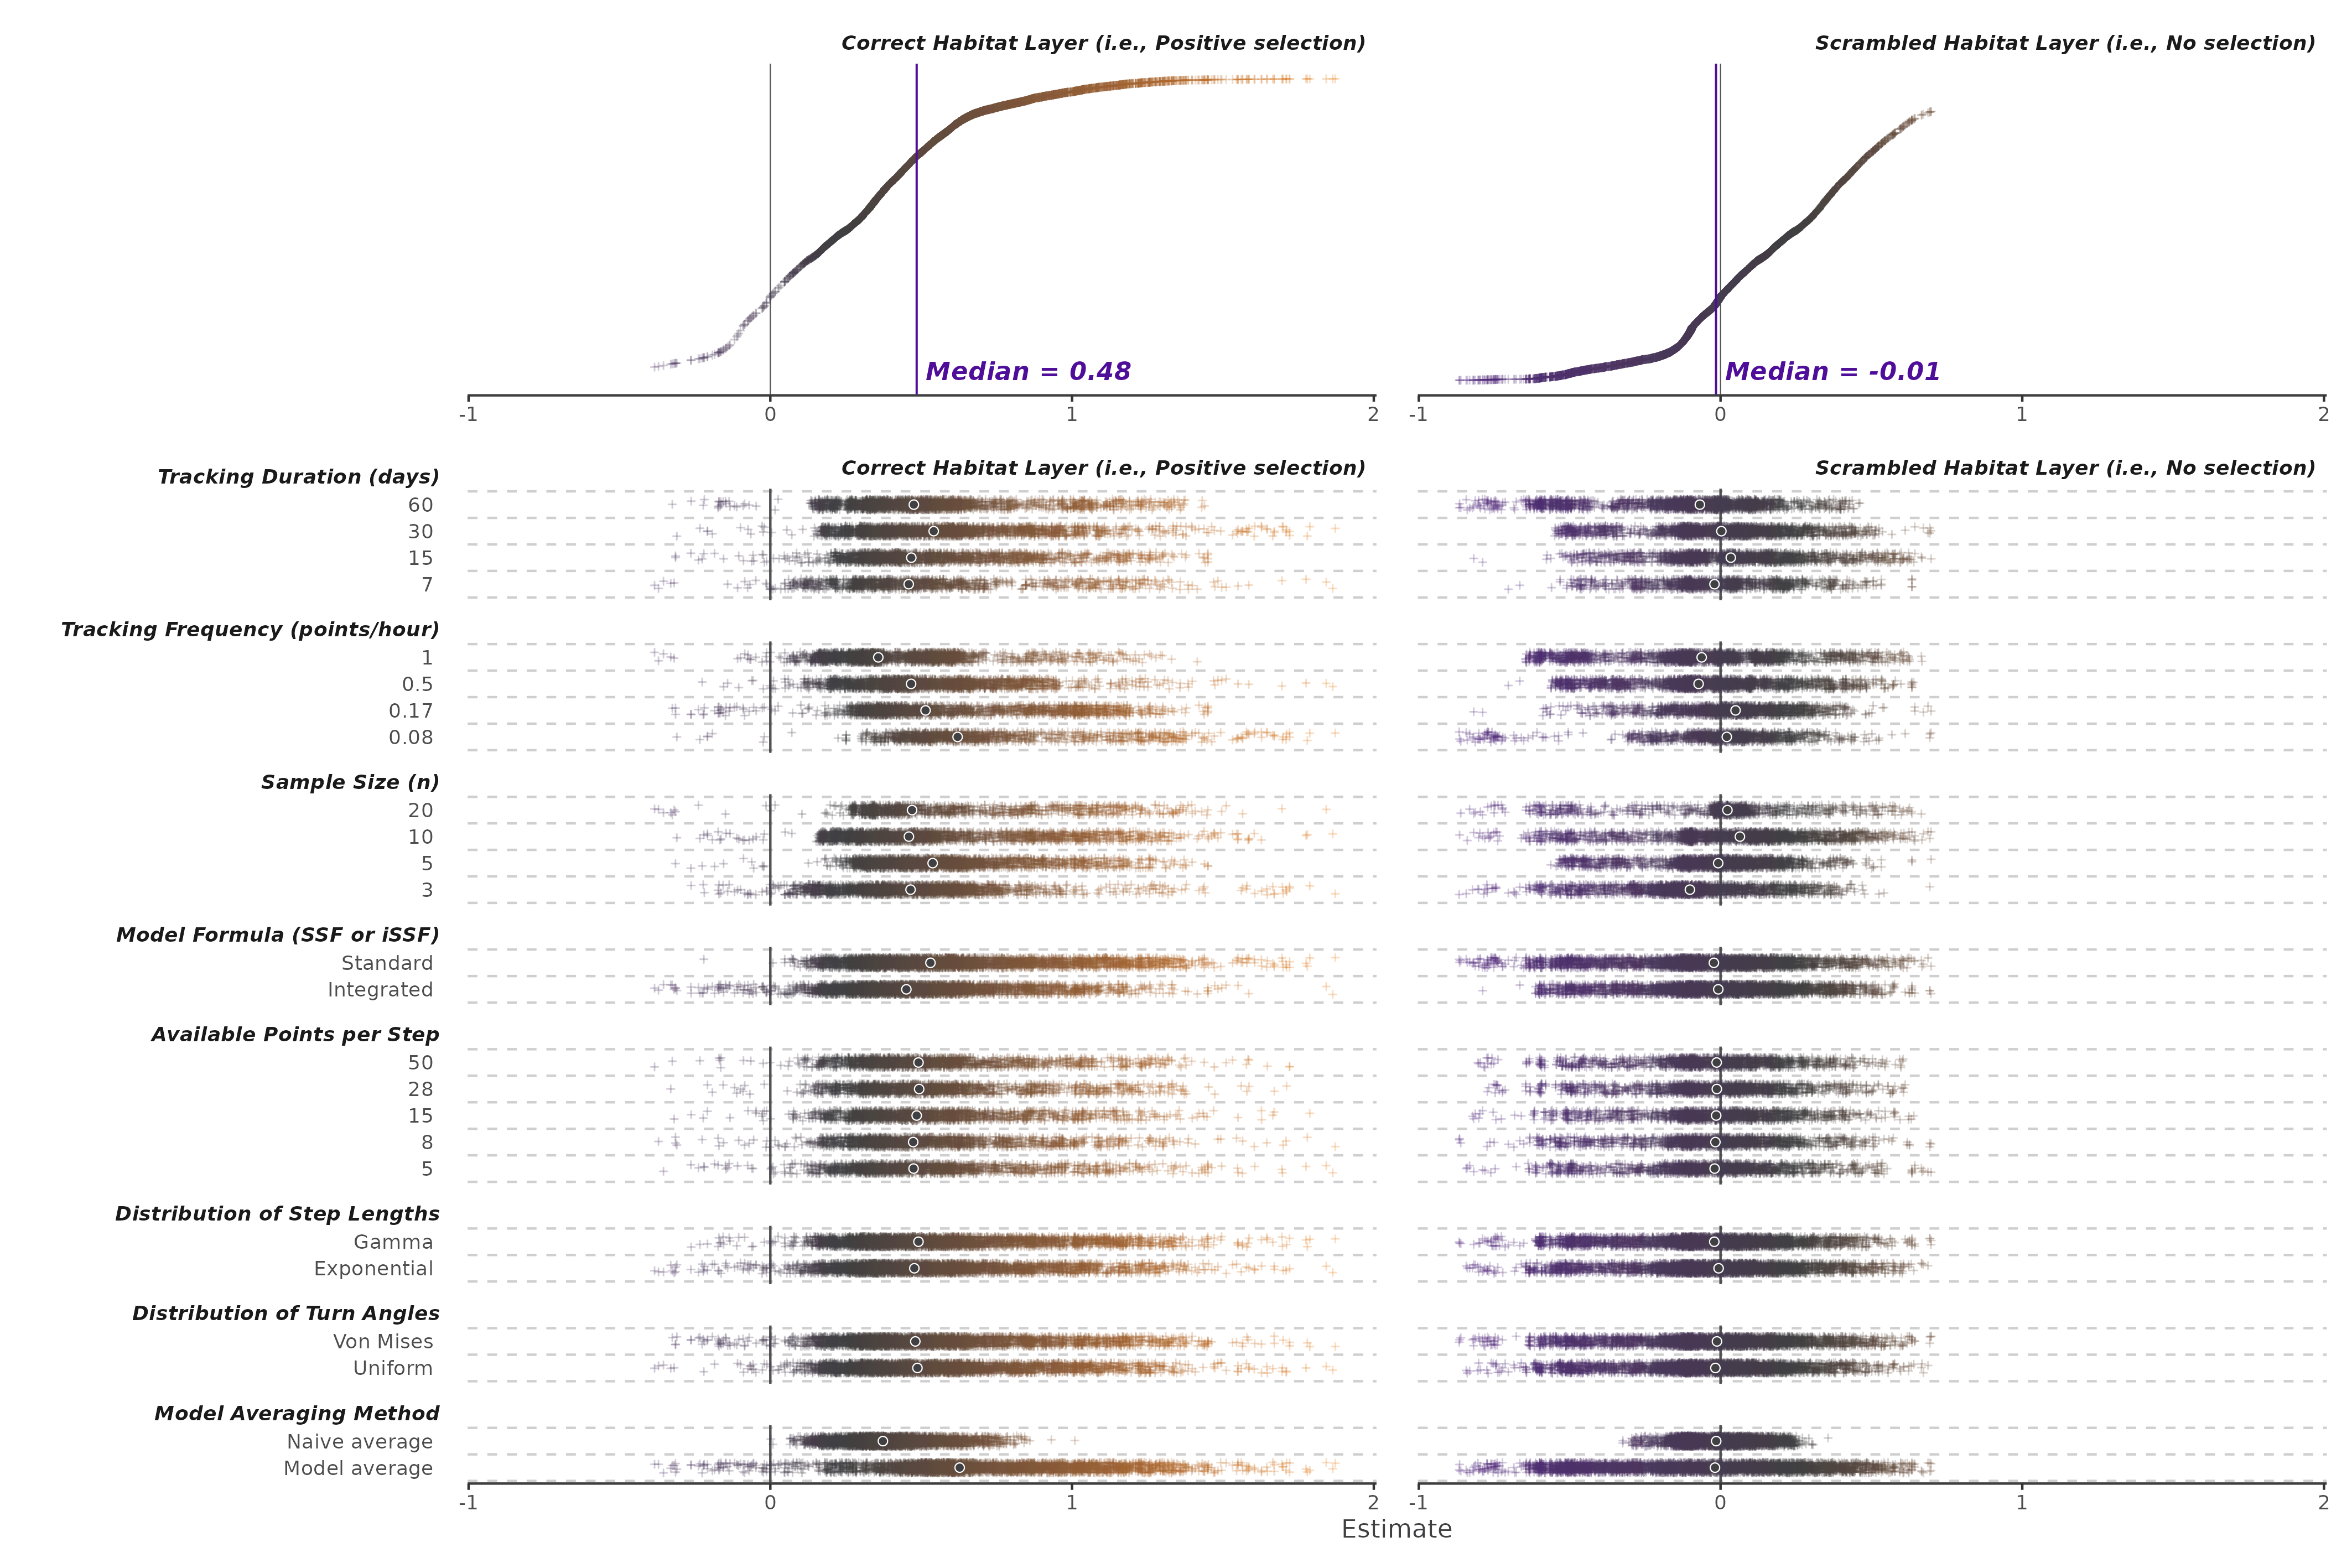 Correct Habitat Layer (i.e., Positive selection)
Scrambled Habitat Layer (i.e., No selection)
Median = 0.48
Median = -0.01
-1 0 1 2
-1 0 1 2
Correct Habitat Layer (i.e., Positive selection)
Scrambled Habitat Layer (i.e., No selection)
Tracking Duration (days)
60
30
15
7
Tracking Frequency (points/hour)
1
0.5
0.17
0.08
Sample Size (n)
20
10
5
3
Model Formula (SSF or iSSF)
Standard
Integrated
Available Points per Step
50
28
15
8
5
Distribution of Step Lengths
Gamma
Exponential
Distribution of Turn Angles
Von Mises
Uniform
Model Averaging Method
Naive average
Model average
-1 0 1 2
-1 0 1 2
Estimate